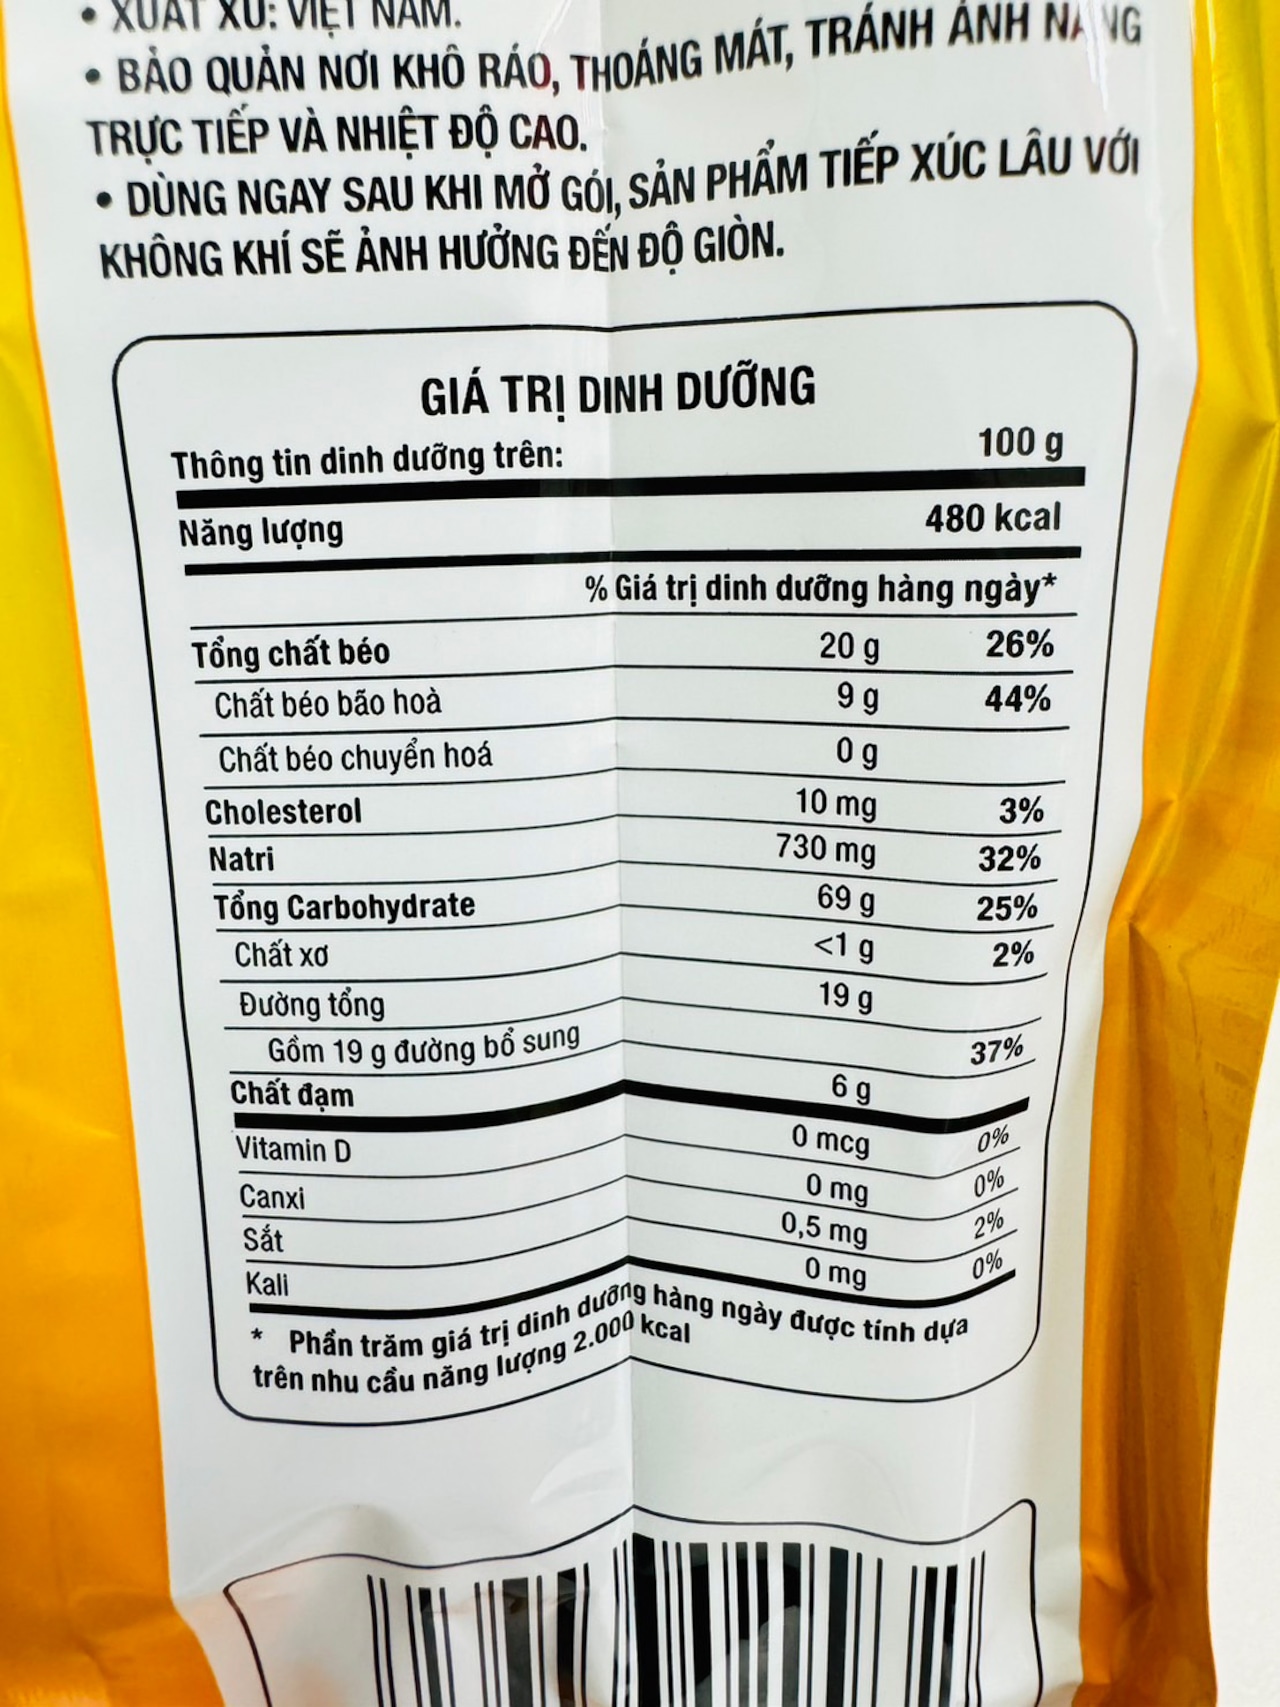 • XUẤT XỨ: VIỆT NAM.
• BẢO QUẢN NƠI KHÔ RÁO, THOÁNG MÁT, TRÁNH ÁNH NẮNG
TRỰC TIẾP VÀ NHIỆT ĐỘ CAO.
• DÙNG NGAY SAU KHI MỞ GÓI, SẢN PHẨM TIẾP XÚC LÂU VỚI
KHÔNG KHÍ SẼ ẢNH HƯỞNG ĐẾN ĐỘ GIÒN.
GIÁ TRỊ DINH DƯỠNG
Thông tin dinh dưỡng trên: 100 g
Năng lượng 480 kcal
% Giá trị dinh dưỡng hàng ngày*
Tổng chất béo 20 g 26%
Chất béo bão hoà 9 g 44%
Chất béo chuyển hoá 0 g
Cholesterol 10 mg 3%
Natri 730 mg 32%
Tổng Carbohydrate 69 g 25%
Chất xơ <1 g 2%
Đường tổng 19 g
Gồm 19 g đường bổ sung 37%
Chất đạm 6 g
Vitamin D 0 mcg 0%
Canxi 0 mg 0%
Sắt 0,5 mg 2%
Kali 0 mg 0%
* Phần trăm giá trị dinh dưỡng hàng ngày được tính dựa
trên nhu cầu năng lượng 2.000 kcal